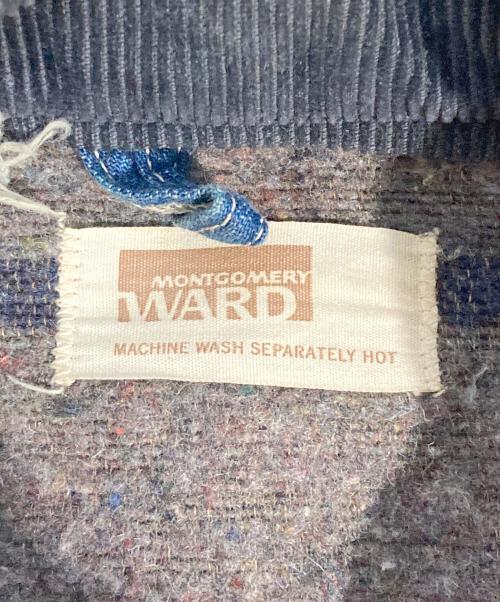 MONTGOMERY
WARD
MACHINE WASH SEPARATELY HOT